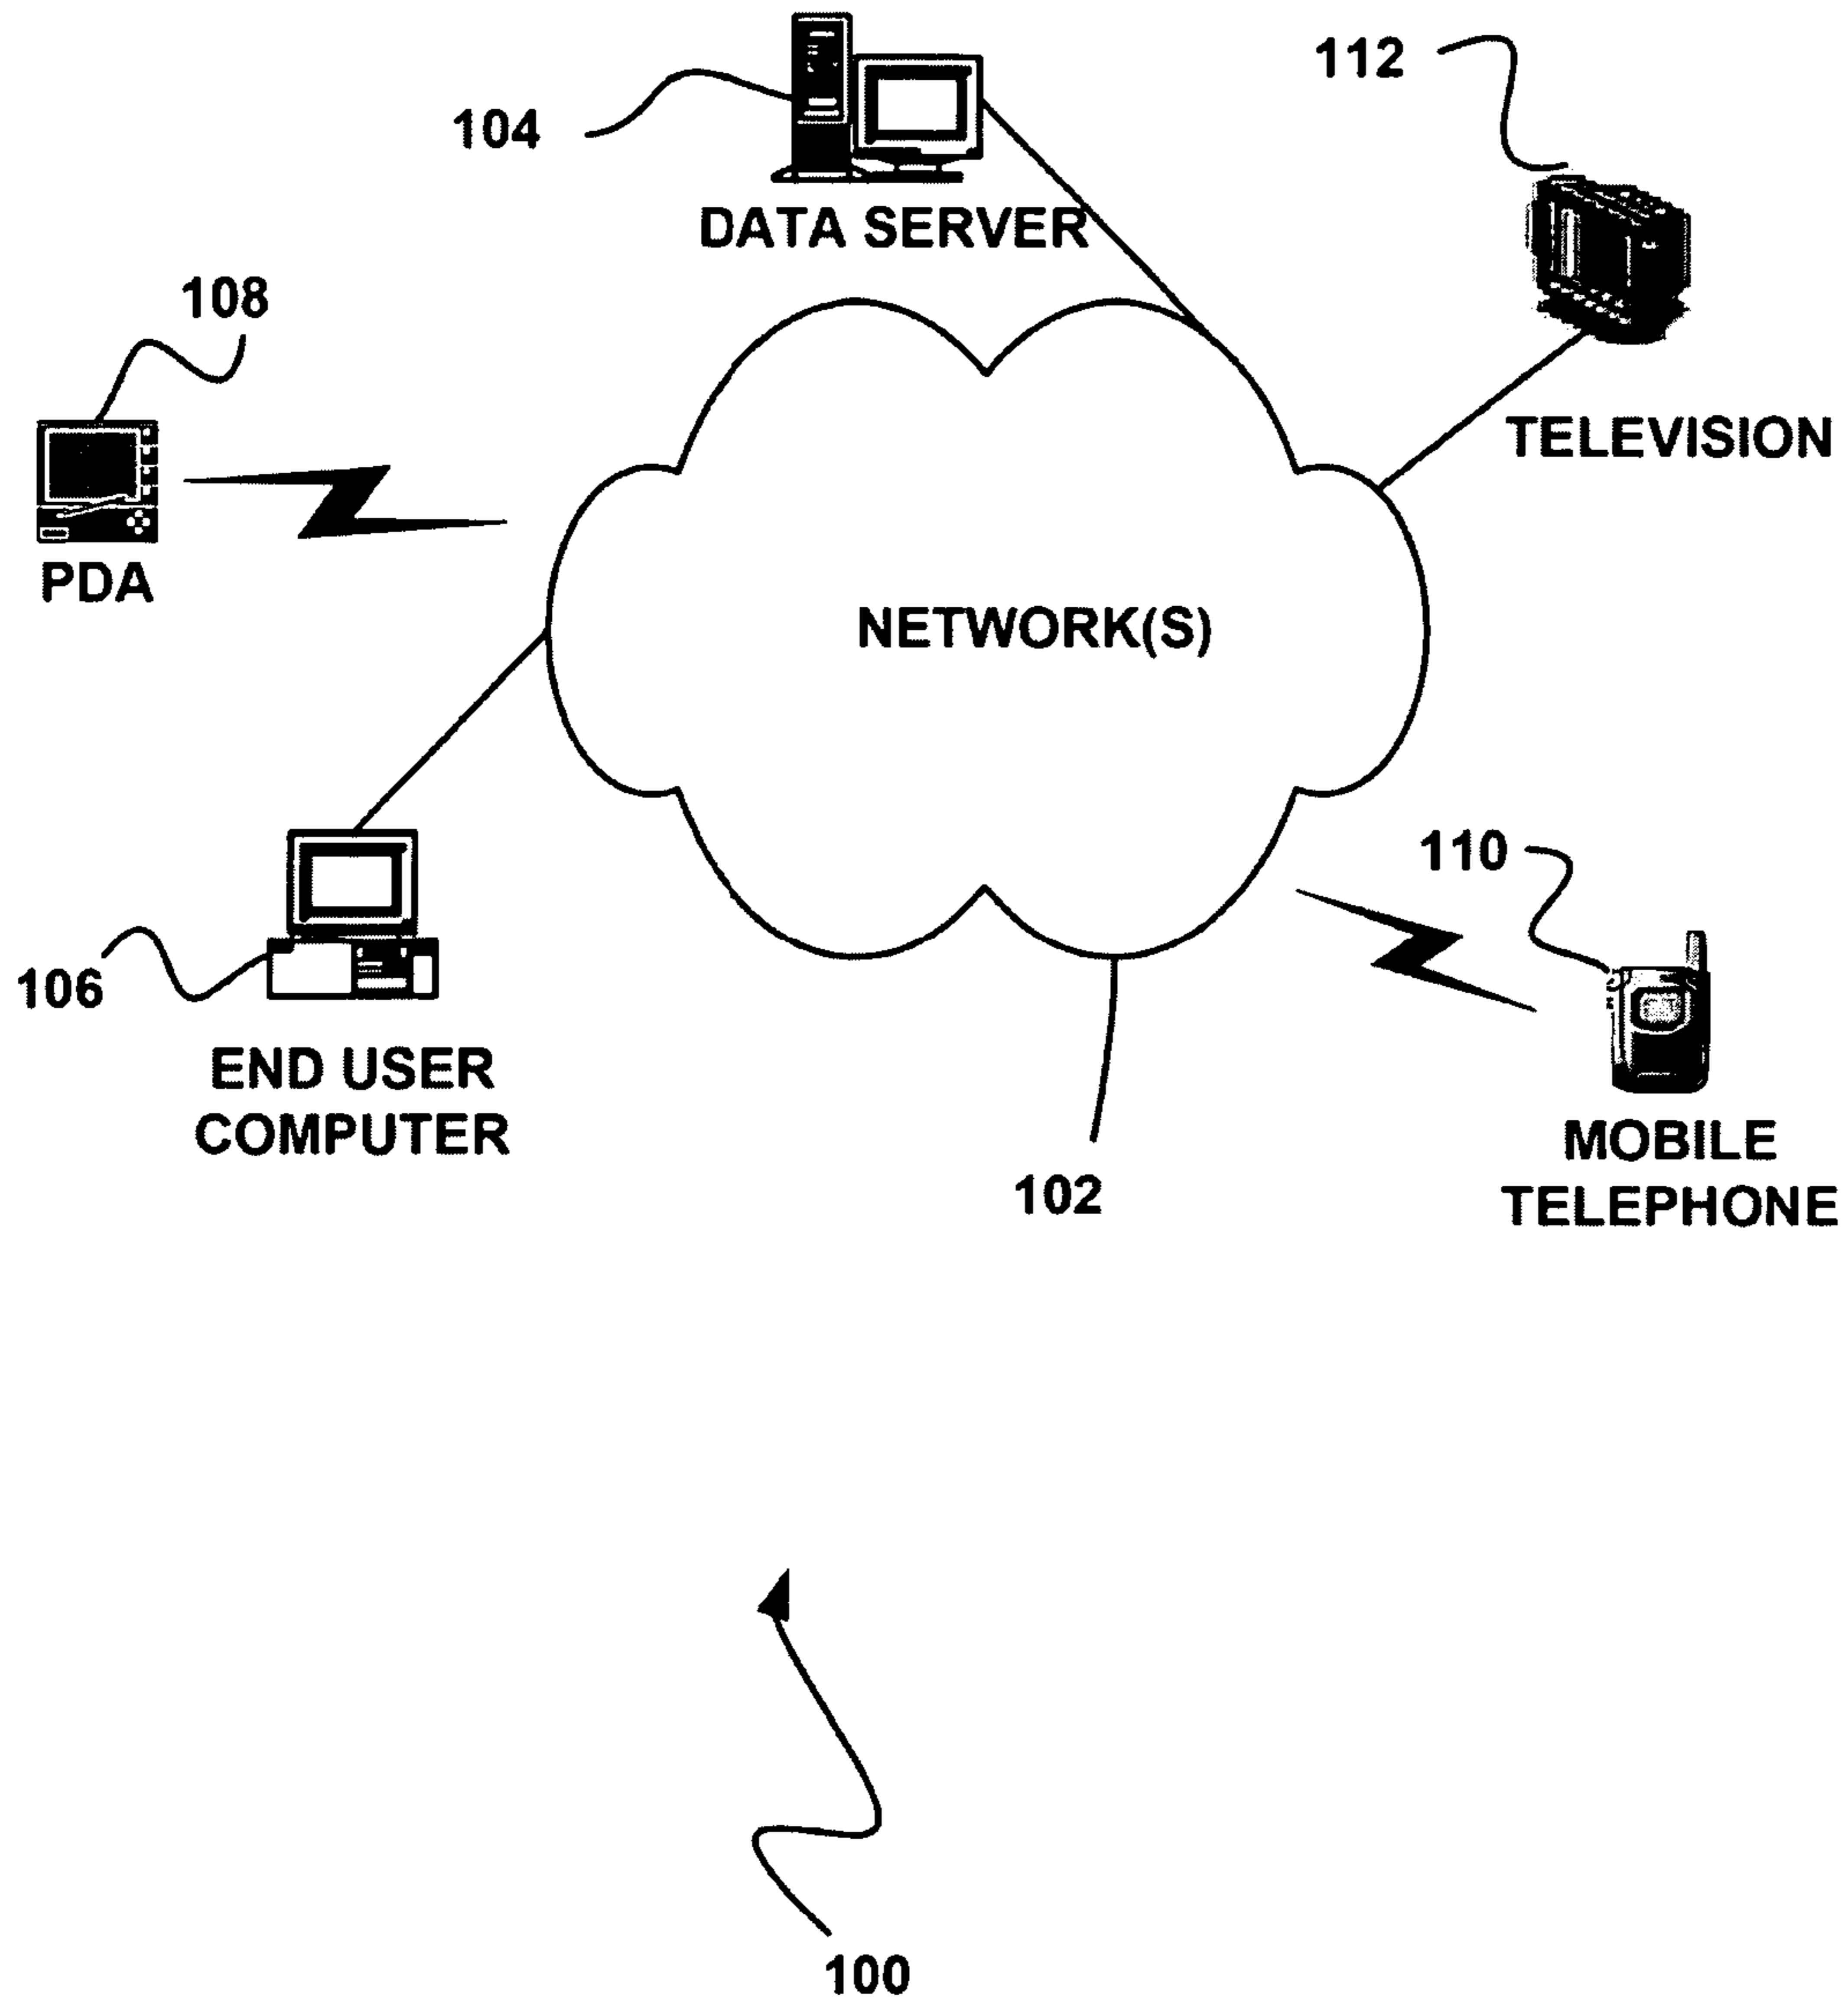 112
104
DATA SERVER
108
TELEVISION
PDA
NETWORK(S)
110
106
END USER
COMPUTER
MOBILE
TELEPHONE
102
100